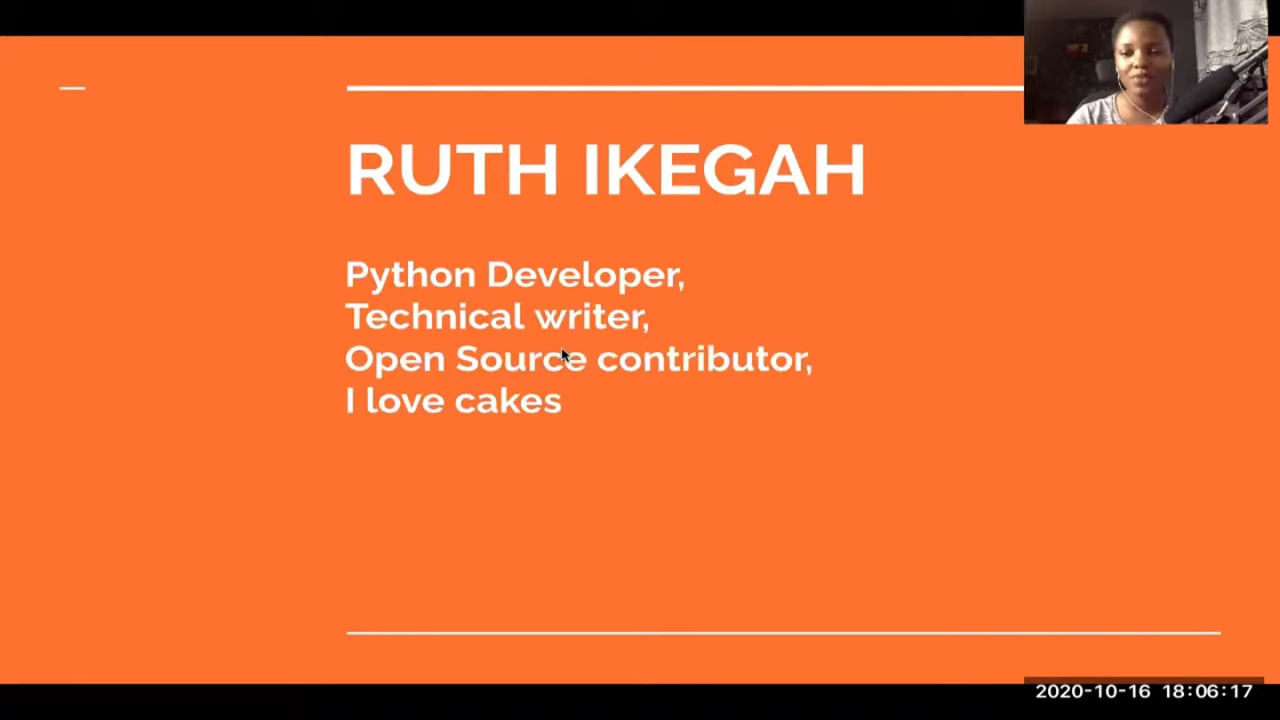 RUTH IKEGAH
Python Developer,
Technical writer,
Open Source contributor,
I love cakes
2020-10-16 18:06:17